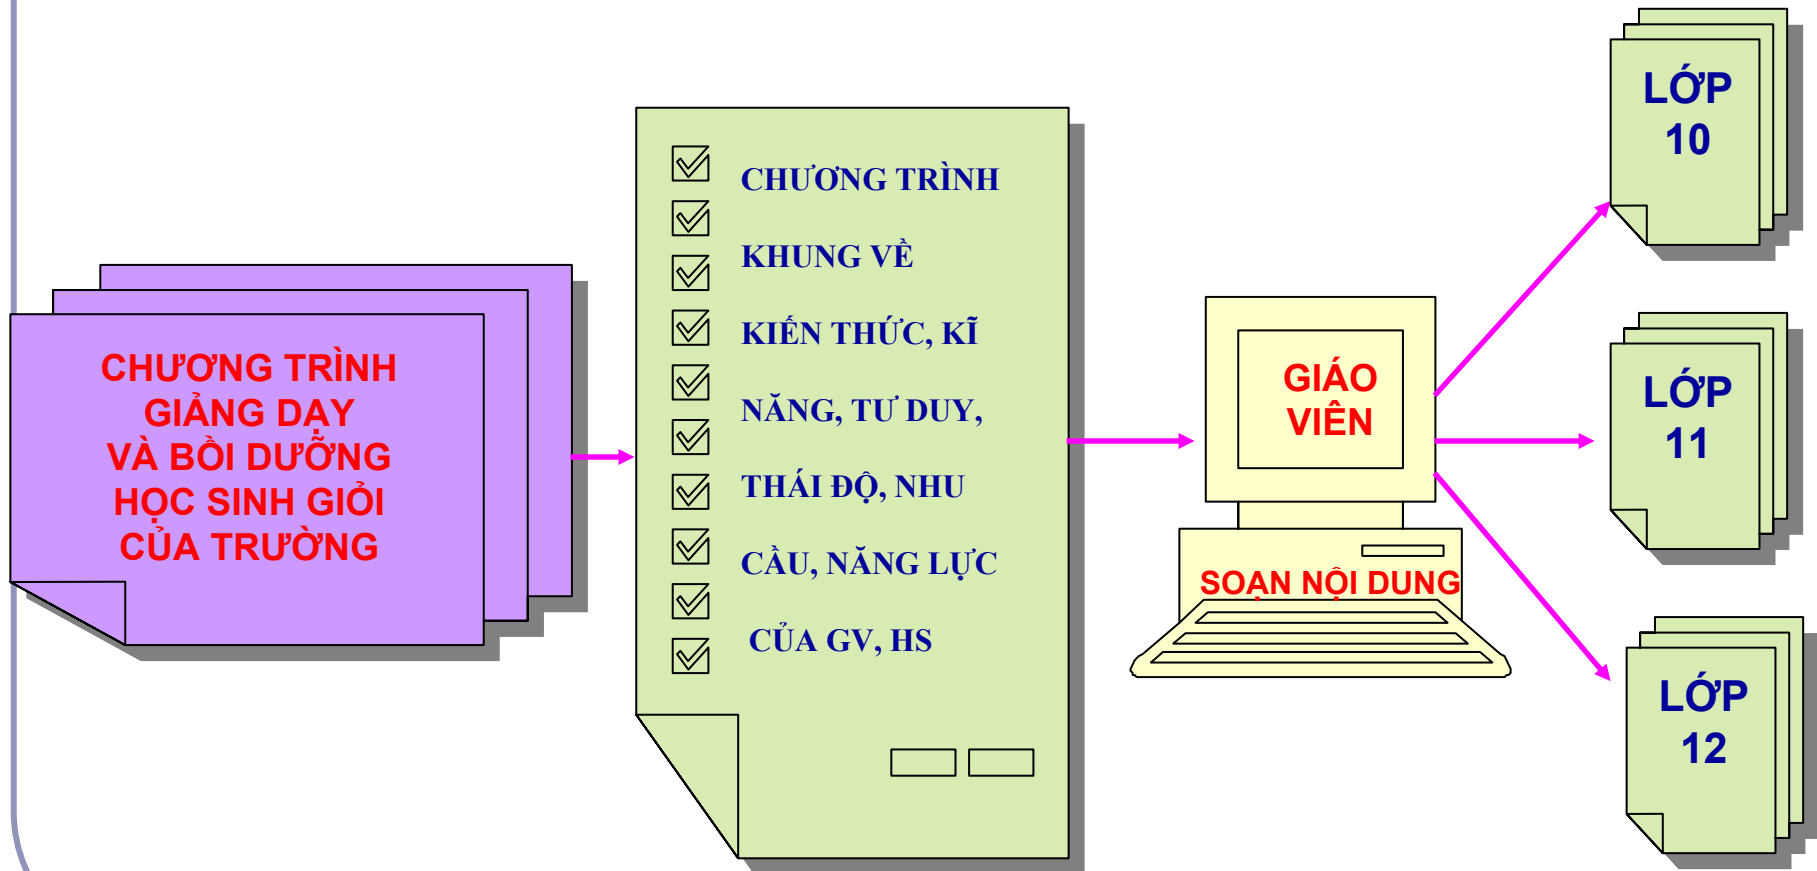 CHƯƠNG TRÌNH
GIẢNG DẠY
VÀ BỒI DƯỠNG
HỌC SINH GIỎI
CỦA TRƯỜNG
CHƯƠNG TRÌNH
KHUNG VỀ
KIẾN THỨC, KĨ
NĂNG, TƯ DUY,
THÁI ĐỘ, NHU
CẦU, NĂNG LỰC
CỦA GV, HS
GIÁO
VIÊN
SOẠN NỘI DUNG
LỚP
10
LỚP
11
LỚP
12